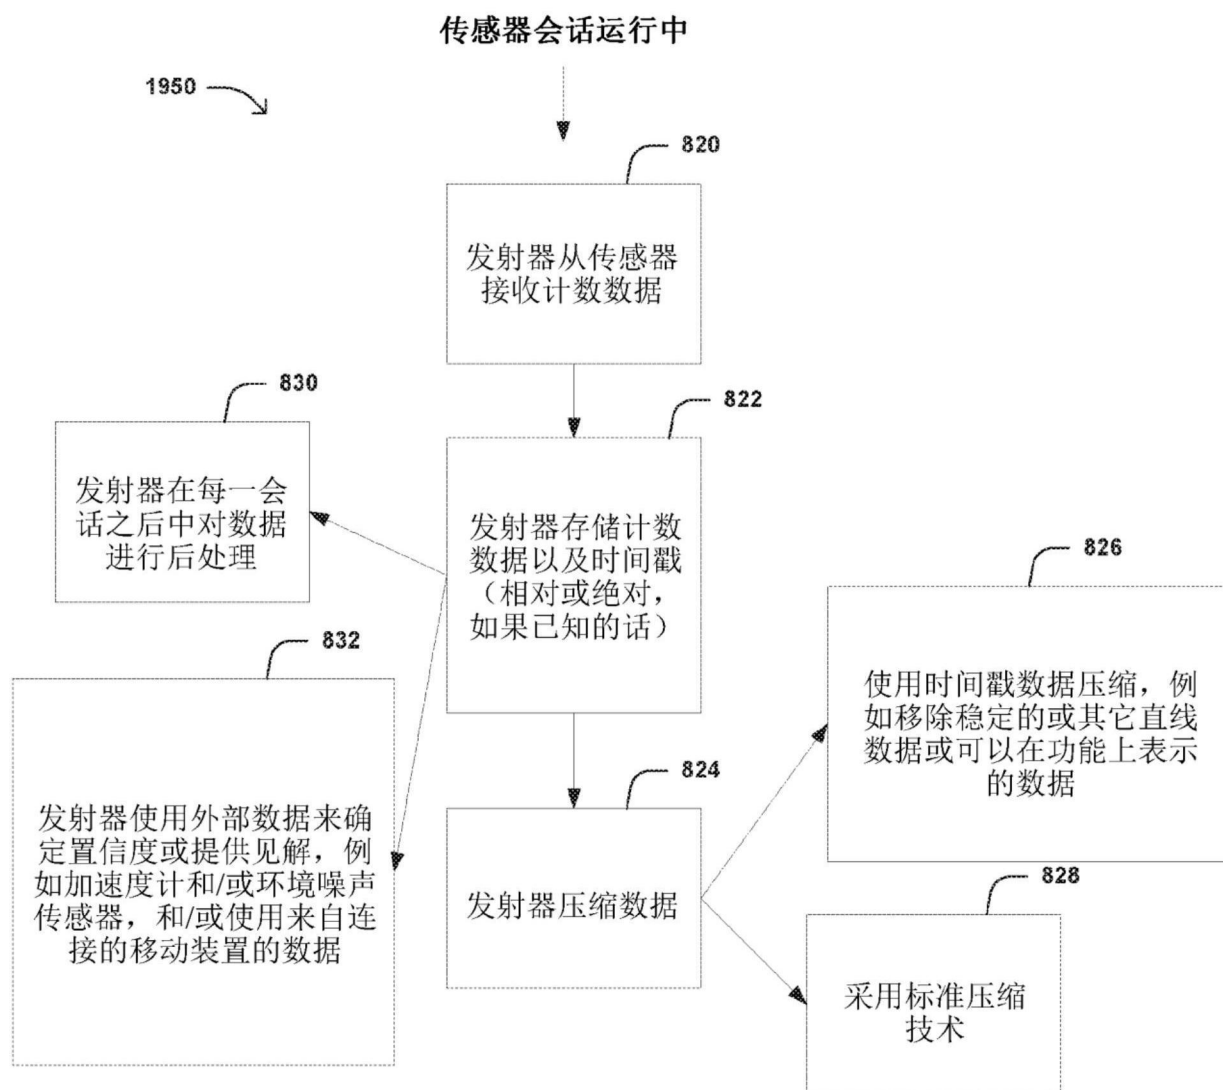 传感器会话运行中
1950
820
发射器从传感器
接收计数数据
830
发射器在每一会
话之后中对数据
进行后处理
822
发射器存储计数
数据以及时间戳
（相对或绝对，
如果已知的话）
832
发射器使用外部数据来确
定置信度或提供见解，例
如加速度计和/或环境噪声
传感器，和/或使用来自连
接的移动装置的数据
824
发射器压缩数据
826
使用时间戳数据压缩，例
如移除稳定的或其它直线
数据或可以在功能上表示
的数据
828
采用标准压缩
技术